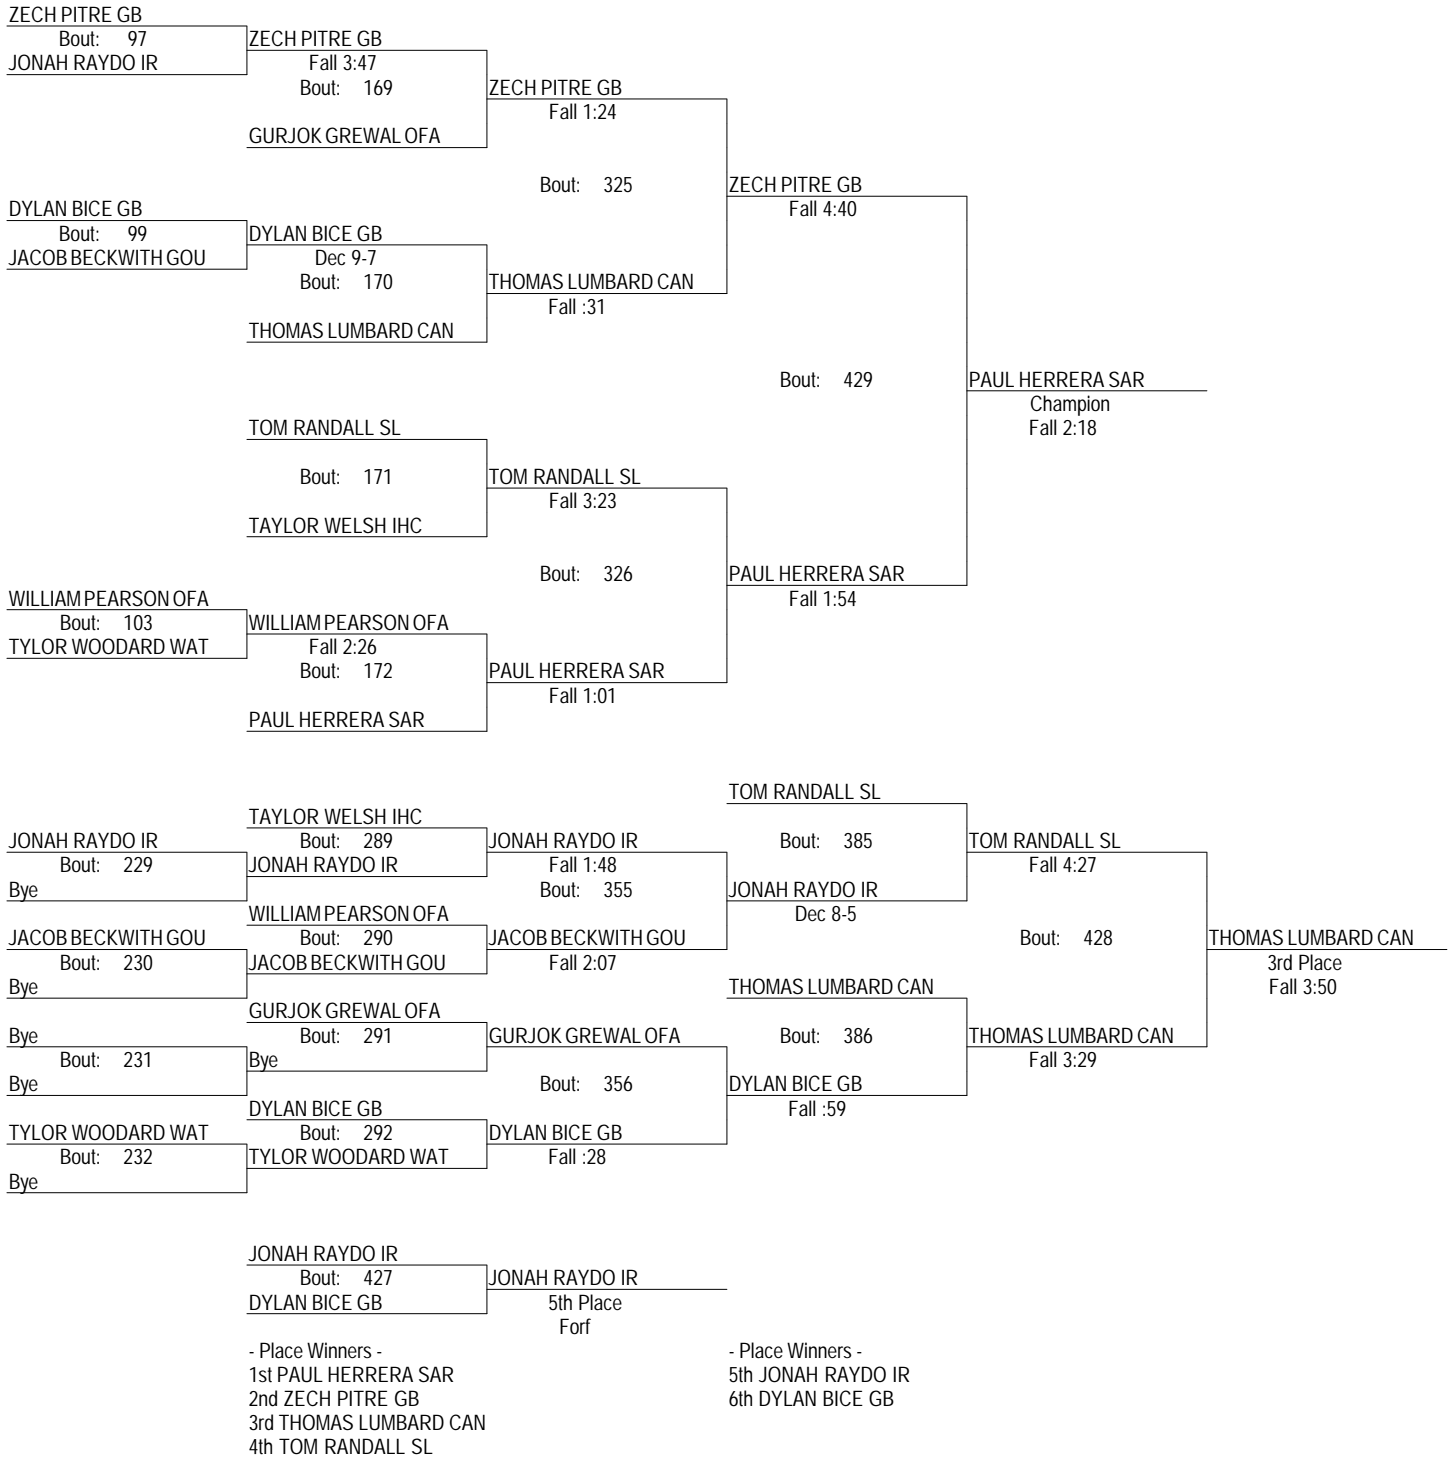 ZECH PITRE GB
Bout: 97
JONAH RAYDO IR
ZECH PITRE GB
Fall 3:47
Bout: 169
GURJOK GREWAL OFA
ZECH PITRE GB
Fall 1:24
Bout: 325
ZECH PITRE GB
Fall 4:40
DYLAN BICE GB
Bout: 99
JACOB BECKWITH GOU
DYLAN BICE GB
Dec 9-7
Bout: 170
THOMAS LUMBARD CAN
THOMAS LUMBARD CAN
Fall :31
Bout: 429
PAUL HERRERA SAR
Champion
Fall 2:18
TOM RANDALL SL
Bout: 171
TAYLOR WELSH IHC
TOM RANDALL SL
Fall 3:23
Bout: 326
PAUL HERRERA SAR
Fall 1:54
WILLIAM PEARSON OFA
Bout: 103
TYLOR WOODARD WAT
WILLIAM PEARSON OFA
Fall 2:26
Bout: 172
PAUL HERRERA SAR
PAUL HERRERA SAR
Fall 1:01
JONAH RAYDO IR
Bout: 229
Bye
TAYLOR WELSH IHC
Bout: 289
JONAH RAYDO IR
JONAH RAYDO IR
Fall 1:48
Bout: 355
TOM RANDALL SL
Bout: 385
JONAH RAYDO IR
Dec 8-5
TOM RANDALL SL
Fall 4:27
JACOB BECKWITH GOU
Bout: 230
Bye
WILLIAM PEARSON OFA
Bout: 290
JACOB BECKWITH GOU
JACOB BECKWITH GOU
Fall 2:07
Bout: 428
THOMAS LUMBARD CAN
3rd Place
Fall 3:50
Bye
Bout: 231
Bye
GURJOK GREWAL OFA
Bout: 291
Bye
GURJOK GREWAL OFA
Bout: 356
THOMAS LUMBARD CAN
Bout: 386
DYLAN BICE GB
Fall :59
THOMAS LUMBARD CAN
Fall 3:29
TYLOR WOODARD WAT
Bout: 232
Bye
DYLAN BICE GB
Bout: 292
TYLOR WOODARD WAT
DYLAN BICE GB
Fall :28
JONAH RAYDO IR
Bout: 427
DYLAN BICE GB
JONAH RAYDO IR
5th Place
Forf
- Place Winners -
1st PAUL HERRERA SAR
2nd ZECH PITRE GB
3rd THOMAS LUMBARD CAN
4th TOM RANDALL SL
- Place Winners -
5th JONAH RAYDO IR
6th DYLAN BICE GB